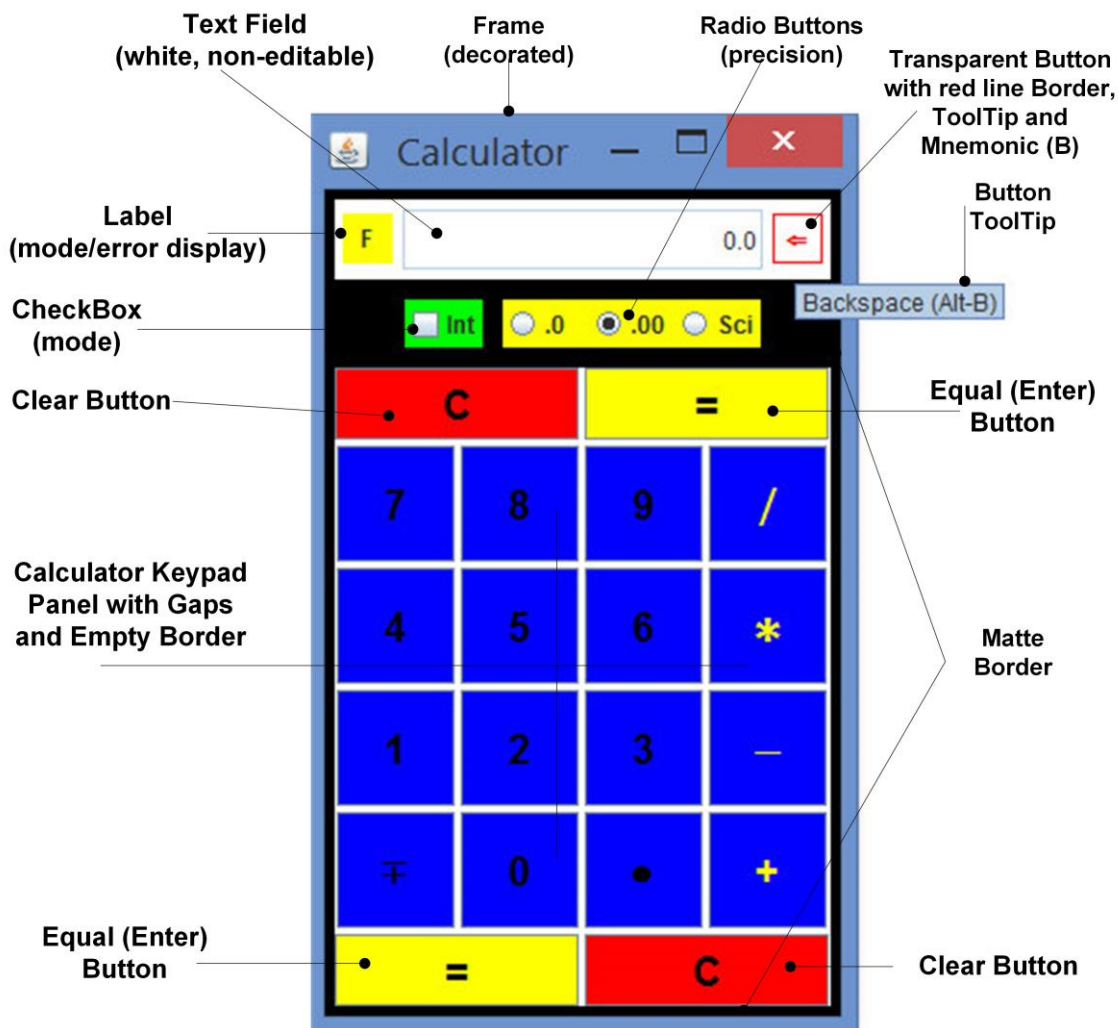 Text Field
(white, non-editable)
Frame
(decorated)
Radio Buttons
(precision)
Transparent Button
with red line Border,
ToolTip and
Mnemonic (B)
Calculator
Button
ToolTip
Label
(mode/error display)
F
0.0
⇐
Backspace (Alt-B)
CheckBox
(mode)
Int
.0
.00
Sci
Clear Button
C
=
Equal (Enter)
Button
7
8
9
/
Calculator Keypad
Panel with Gaps
and Empty Border
4
5
6
*
Matte
Border
1
2
3
–
∓
0
●
+
Equal (Enter)
Button
=
C
Clear Button